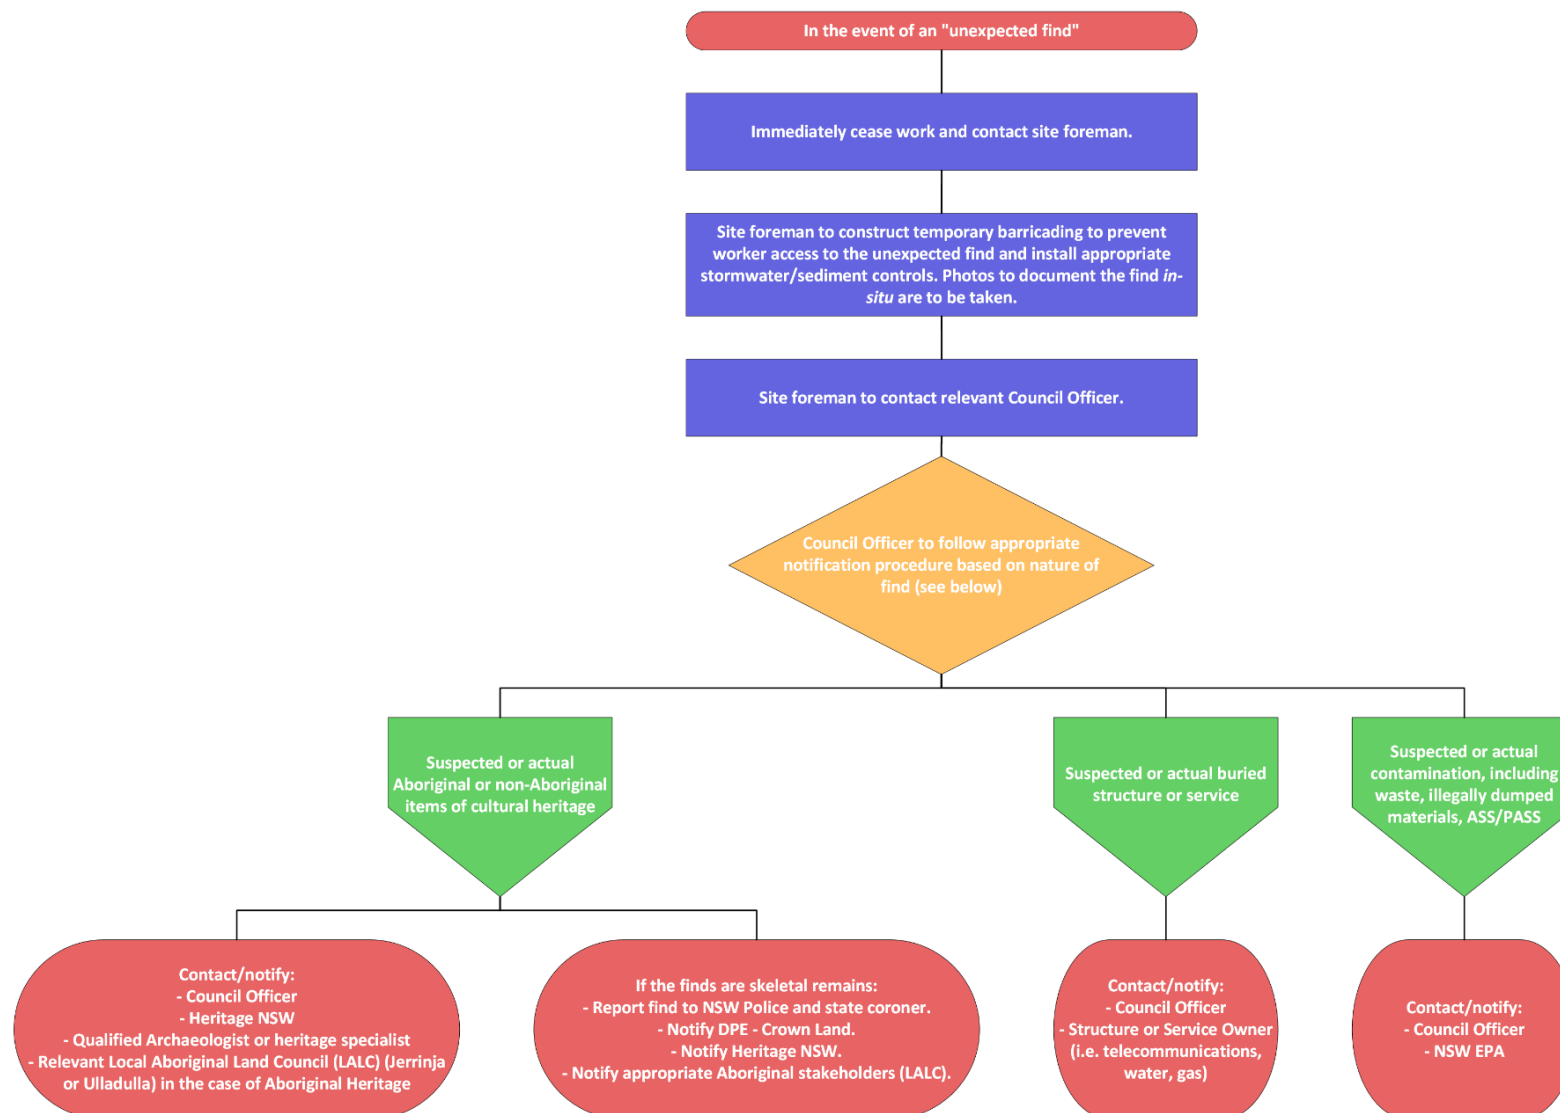 In the event of an "unexpected find"
Immediately cease work and contact site foreman.
Site foreman to construct temporary barricading to prevent
worker access to the unexpected find and install appropriate
stormwater/sediment controls. Photos to document the find in-
situ are to be taken.
Site foreman to contact relevant Council Officer.
Council Officer to follow appropriate
notification procedure based on nature of
find (see below)
Suspected or actual
Aboriginal or non-Aboriginal
items of cultural heritage
Suspected or actual buried
structure or service
Suspected or actual
contamination, including
waste, illegally dumped
materials, ASS/PASS
Contact/notify:
- Council Officer
- Heritage NSW
- Qualified Archaeologist or heritage specialist
- Relevant Local Aboriginal Land Council (LALC) (Jerrinja
or Ulladulla) in the case of Aboriginal Heritage
If the finds are skeletal remains:
- Report find to NSW Police and state coroner.
- Notify DPE - Crown Land.
- Notify Heritage NSW.
- Notify appropriate Aboriginal stakeholders (LALC).
Contact/notify:
- Council Officer
- Structure or Service Owner
(i.e. telecommunications,
water, gas)
Contact/notify:
- Council Officer
- NSW EPA